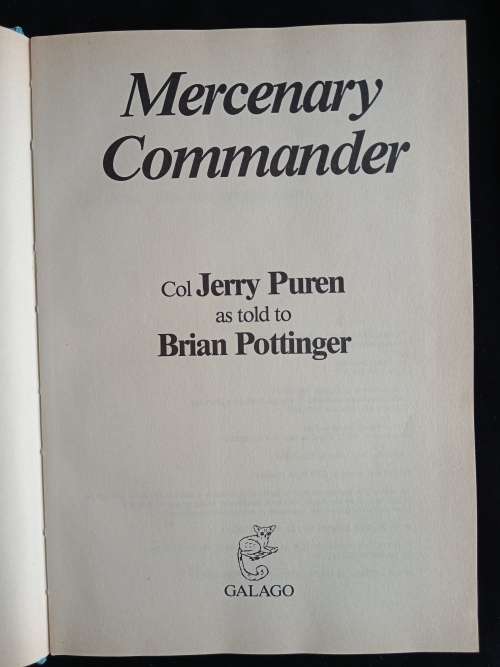 Mercenary
Commander
Col Jerry Puren
as told to
Brian Pottinger
GALAGO